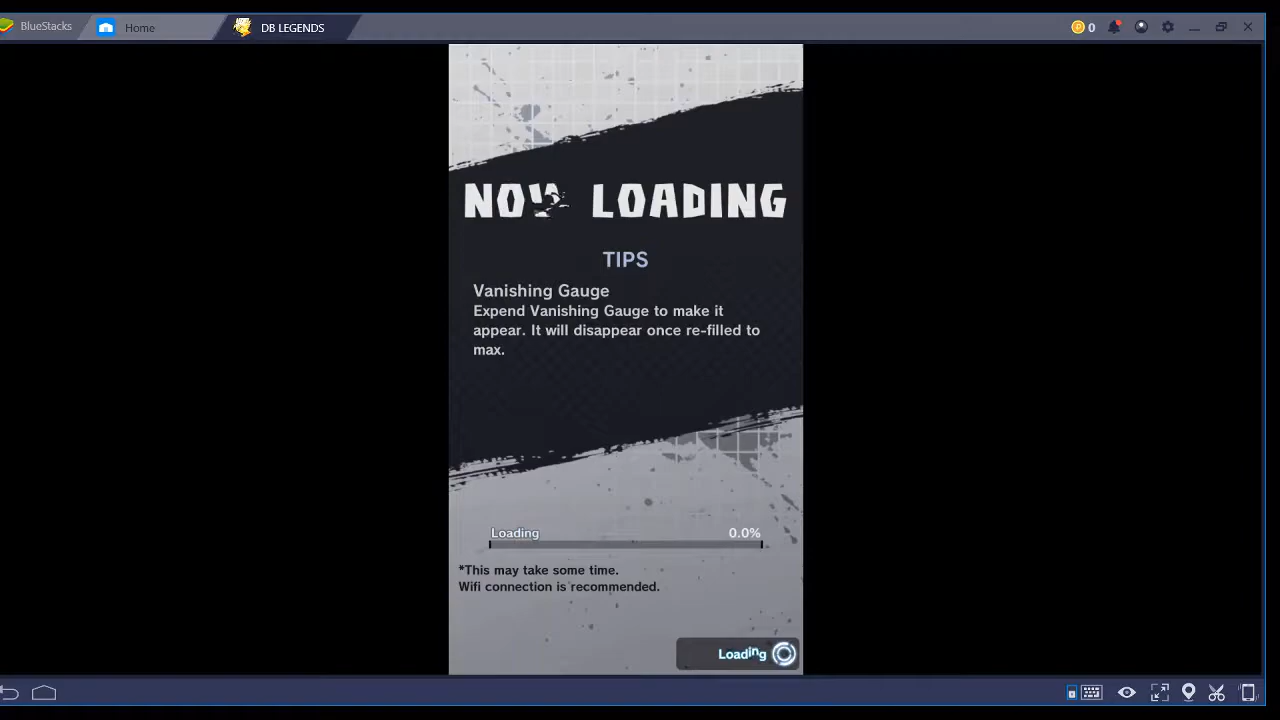 BlueStacks
Home
DB LEGENDS
0
NOW LOADING
TIPS
Vanishing Gauge
Expend Vanishing Gauge to make it
appear. It will disappear once re-filled to
max.
Loading
0.0%
*This may take some time.
Wifi connection is recommended.
Loading